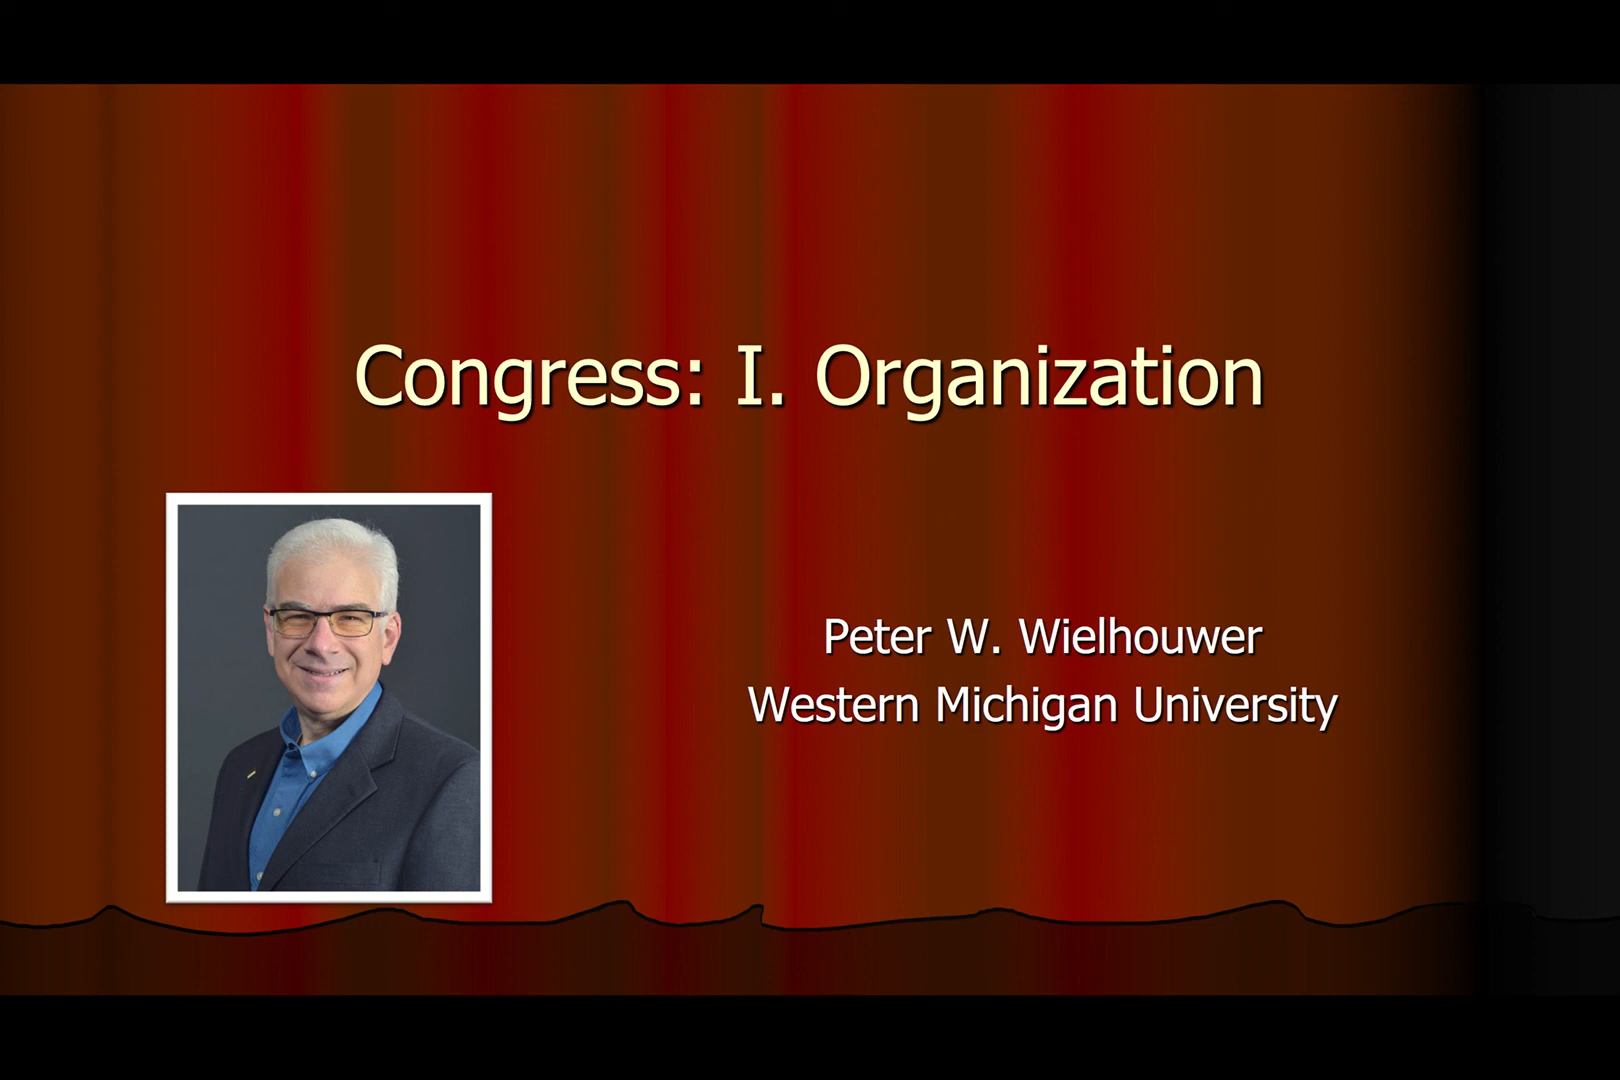 Congress: I. Organization
Peter W. Wielhouwer
Western Michigan University